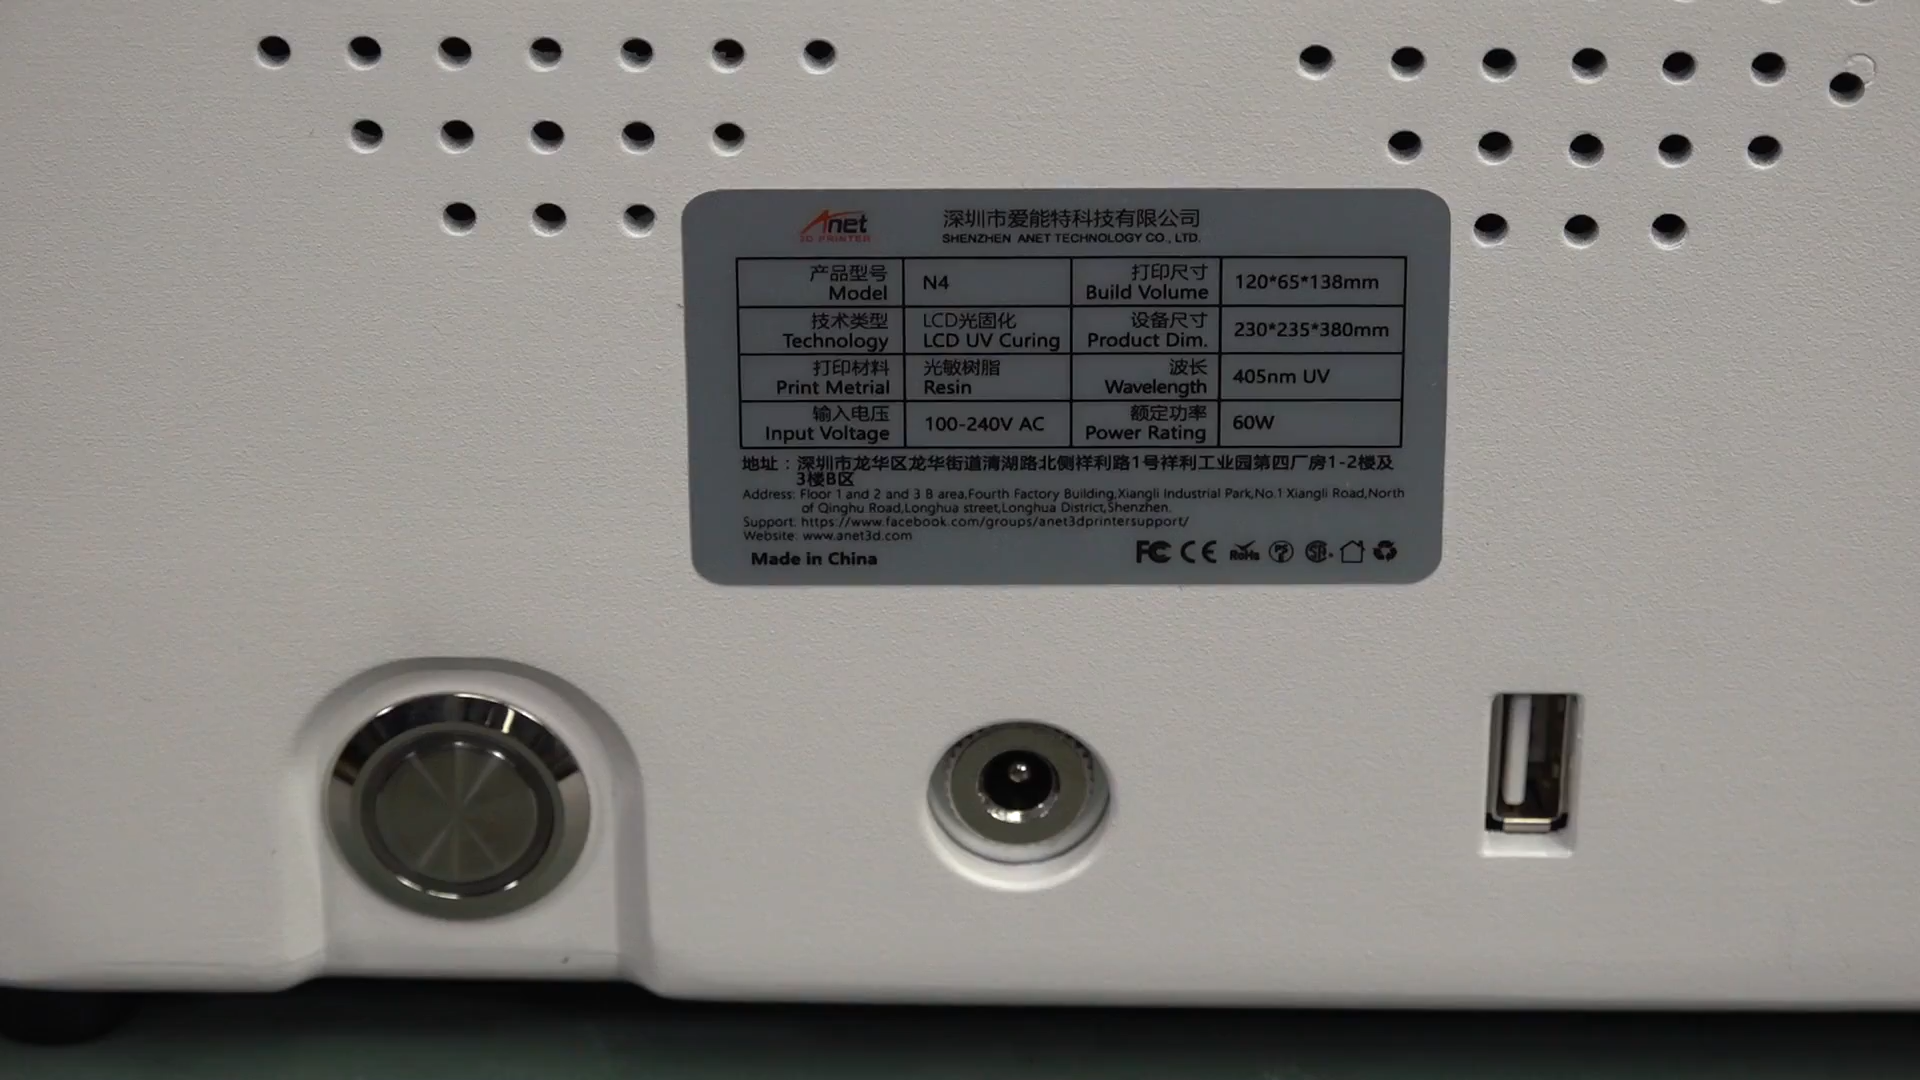 Anet
3D PRINTER
深圳市爱能特科技有限公司
SHENZHEN ANET TECHNOLOGY CO., LTD.
产品型号
Model
N4
打印尺寸
Build Volume
120*65*138mm
技术类型
Technology
LCD光固化
LCD UV Curing
设备尺寸
Product Dim.
230*235*380mm
打印材料
Print Metrial
光敏树脂
Resin
波长
Wavelength
405nm UV
输入电压
Input Voltage
100-240V AC
额定功率
Power Rating
60W
地址：深圳市龙华区龙华街道清湖路北侧祥利路1号祥利工业园第四厂房1-2楼及
3楼B区
Address: Floor 1 and 2 and 3 B area,Fourth Factory Building,Xiangli Industrial Park,No.1 Xiangli Road,North
of Qinghu Road,Longhua street,Longhua District,Shenzhen.
Support: https://www.facebook.com/groups/anet3dprintersupport/
Website: www.anet3d.com
Made in China
FC CE RoHS